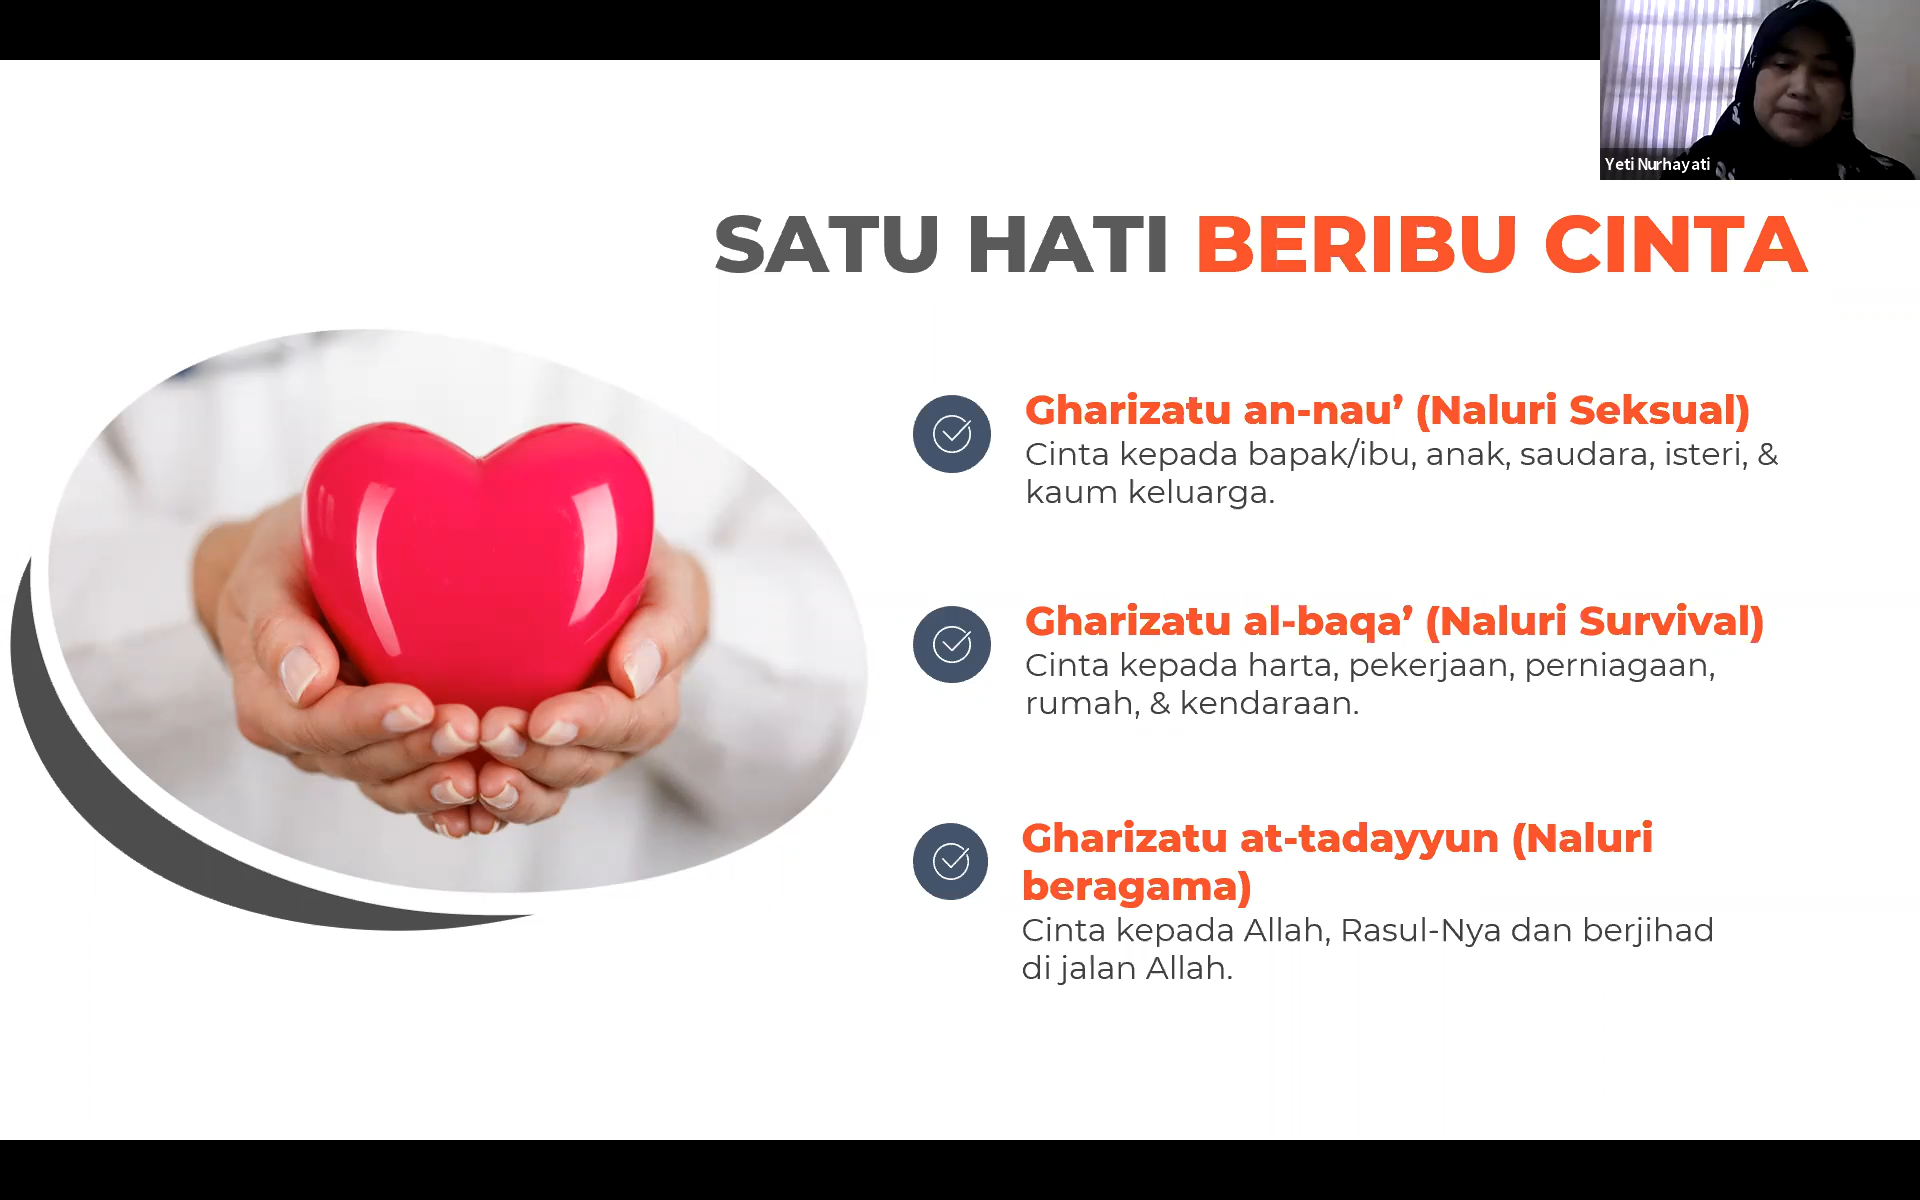 Yeti Nurhayati
SATU HATI BERIBU CINTA
Gharizatu an-nau’ (Naluri Seksual)
Cinta kepada bapak/ibu, anak, saudara, isteri, &
kaum keluarga.
Gharizatu al-baqa’ (Naluri Survival)
Cinta kepada harta, pekerjaan, perniagaan,
rumah, & kendaraan.
Gharizatu at-tadayyun (Naluri
beragama)
Cinta kepada Allah, Rasul-Nya dan berjihad
di jalan Allah.